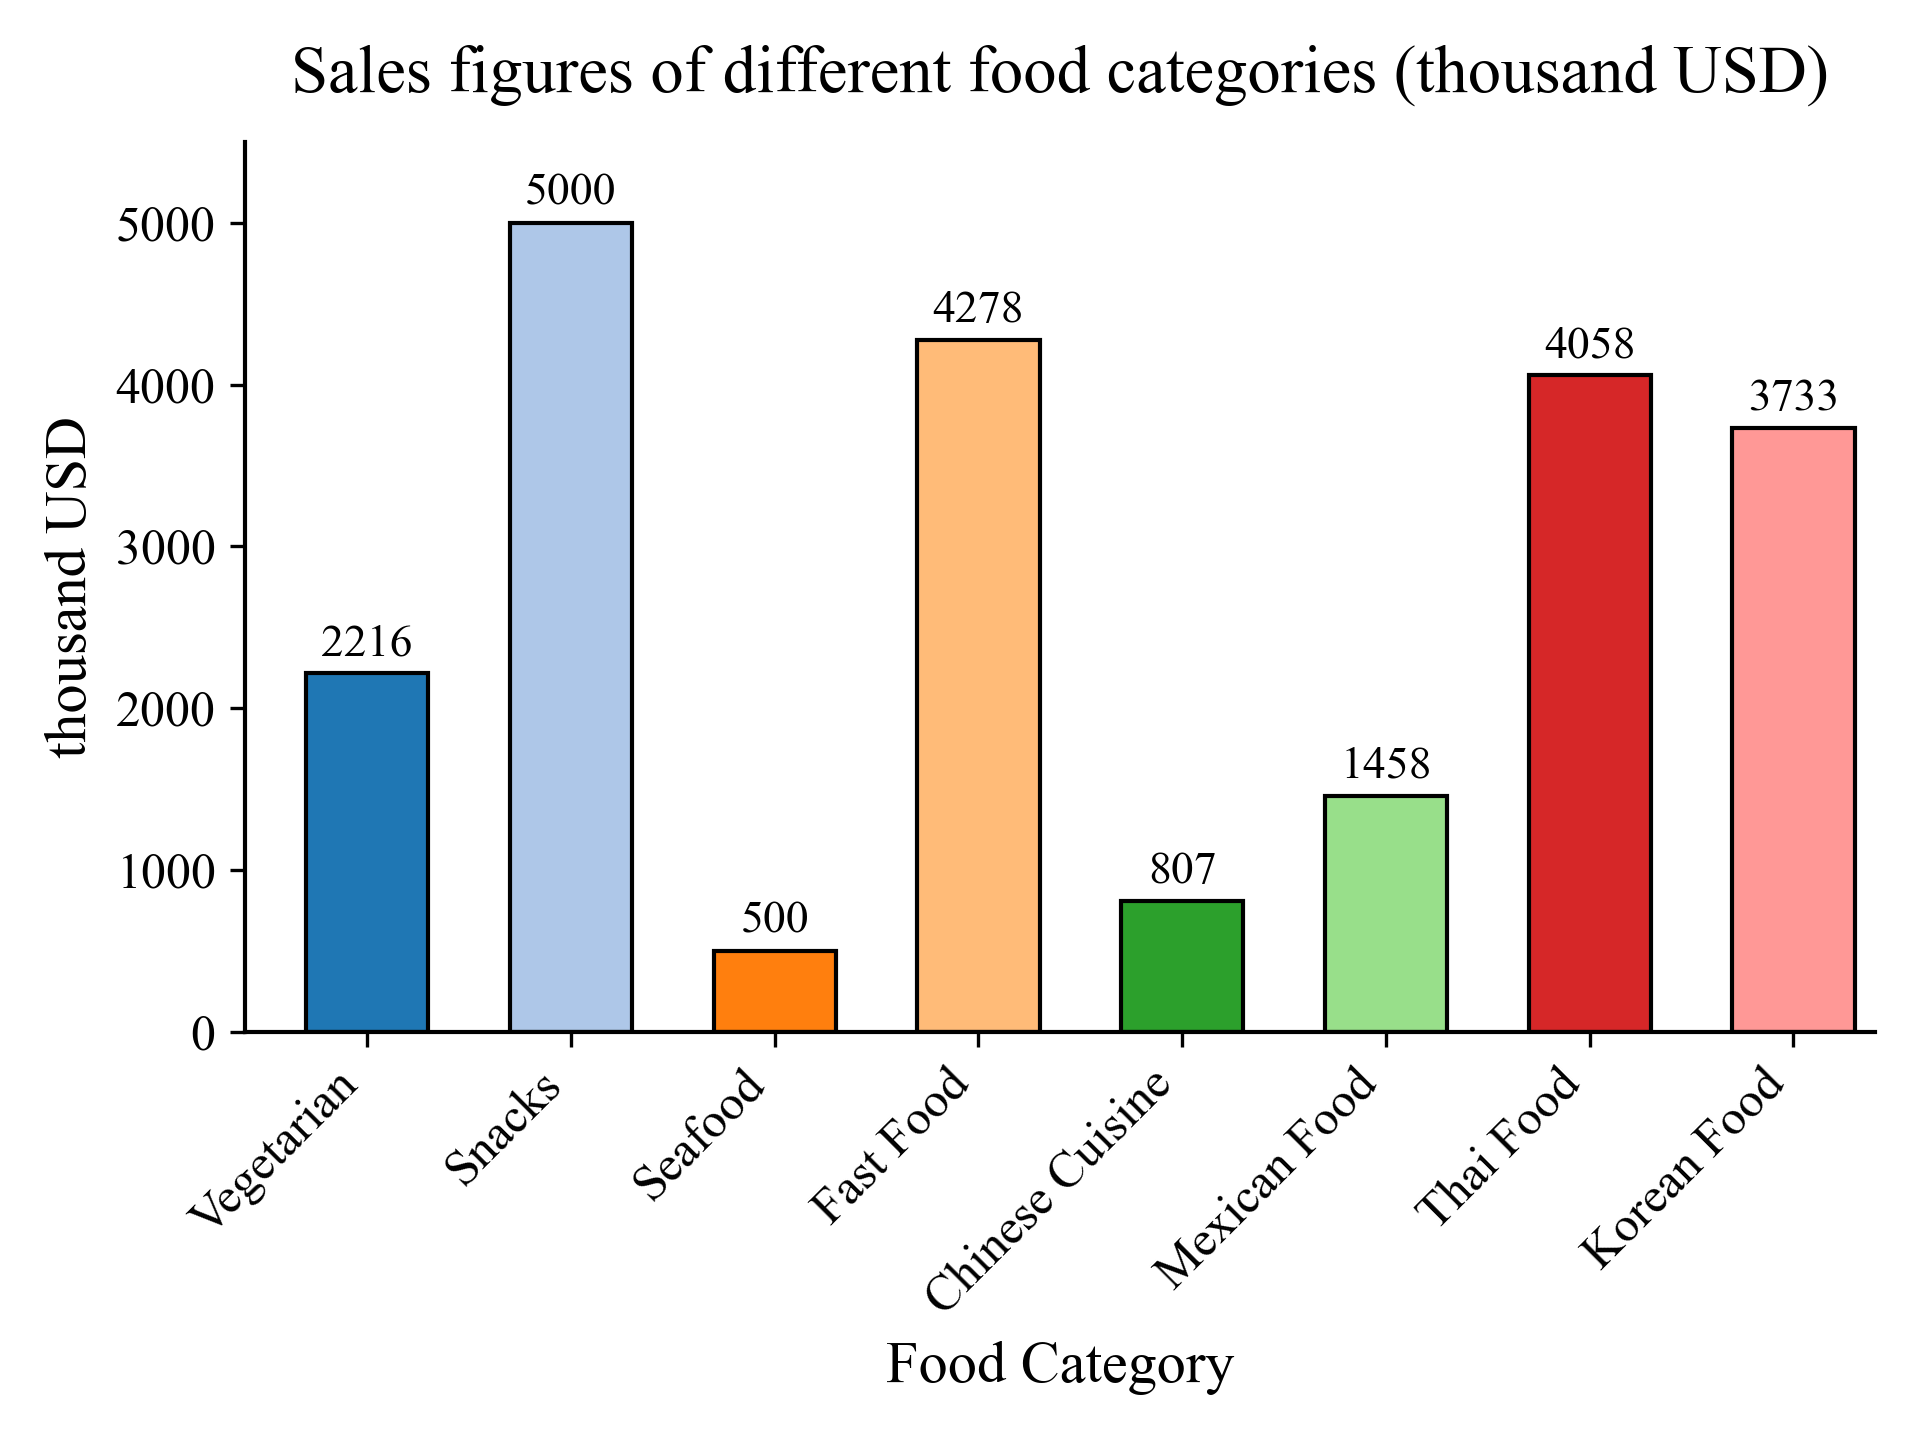 Sales figures of different food categories (thousand USD)
thousand USD
5000
4000
3000
2000
1000
0
2216
5000
500
4278
807
1458
4058
3733
Vegetarian
Snacks
Seafood
Fast Food
Chinese Cuisine
Mexican Food
Thai Food
Korean Food
Food Category